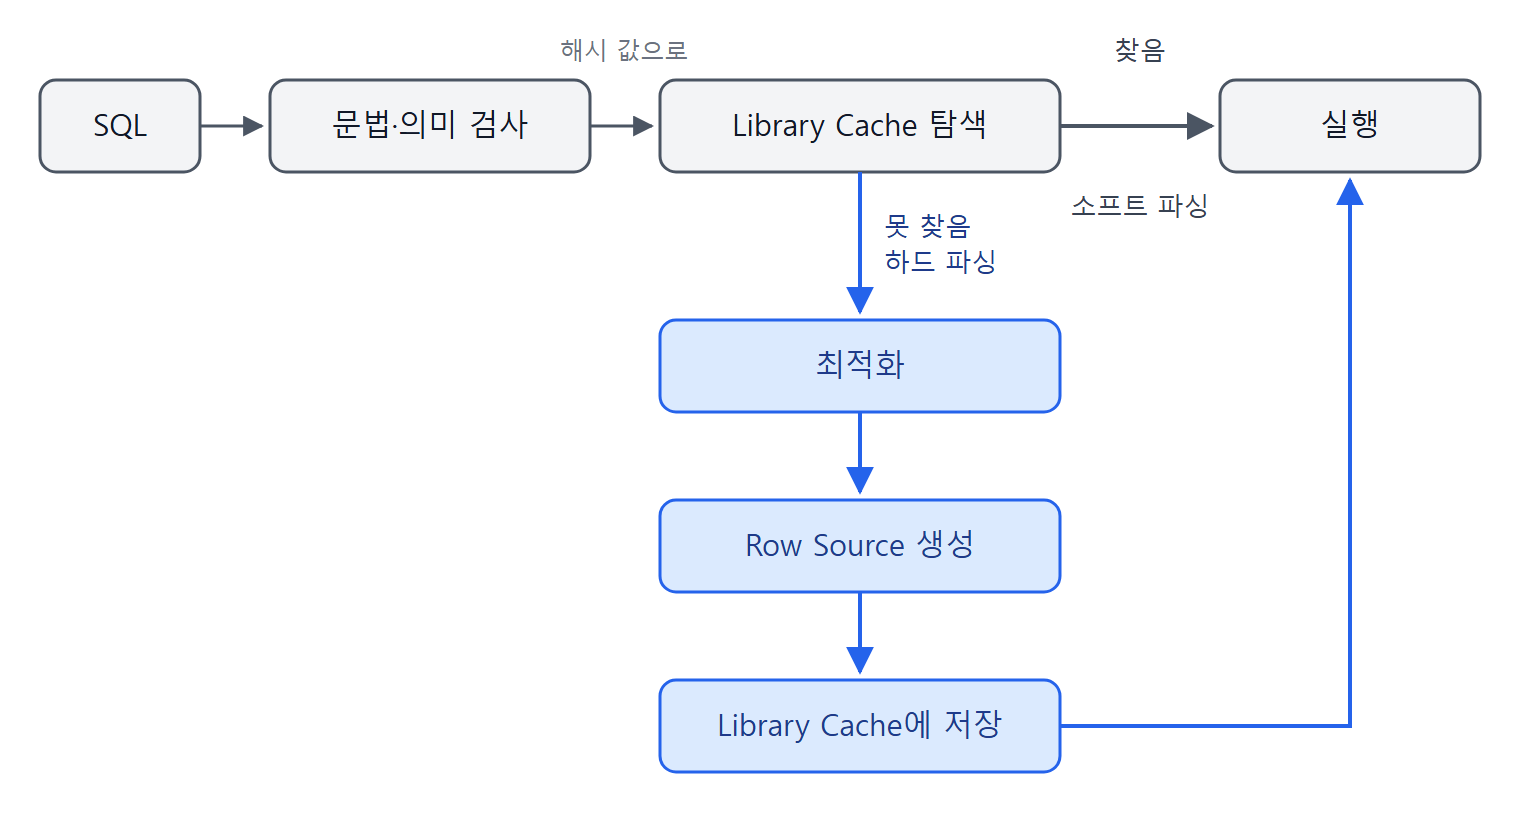 해시 값으로
찾음
SQL
문법·의미 검사
Library Cache 탐색
실행
소프트 파싱
못 찾음
하드 파싱
최적화
Row Source 생성
Library Cache에 저장